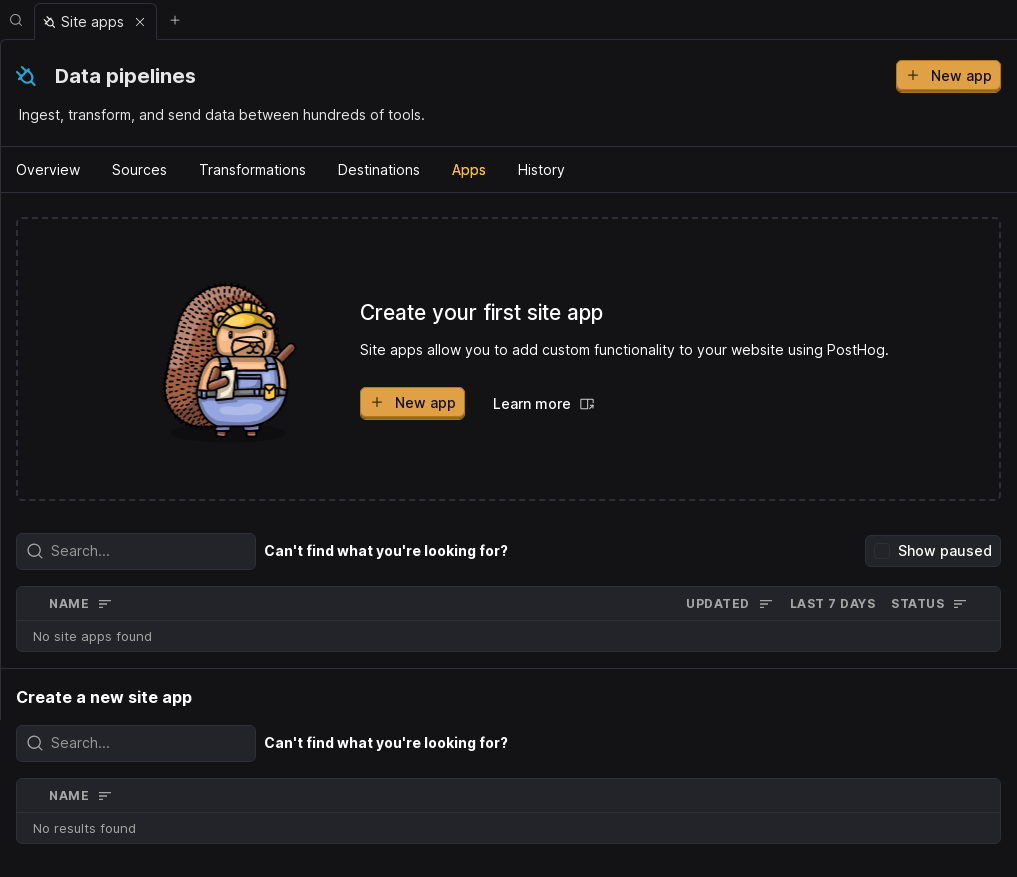 Site apps
Data pipelines
New app
Ingest, transform, and send data between hundreds of tools.
Overview Sources Transformations Destinations Apps History
Create your first site app
Site apps allow you to add custom functionality to your website using PostHog.
New app Learn more
Search... Can't find what you're looking for? Show paused
NAME UPDATED LAST 7 DAYS STATUS
No site apps found
Create a new site app
Search... Can't find what you're looking for?
NAME
No results found